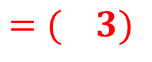 = (   3)